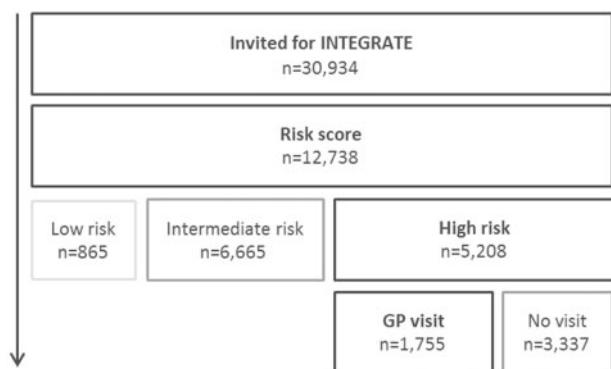 Invited for INTEGRATE
n=30,934
Risk score
n=12,738
Low risk
n=865
Intermediate risk
n=6,665
High risk
n=5,208
GP visit
n=1,755
No visit
n=3,337